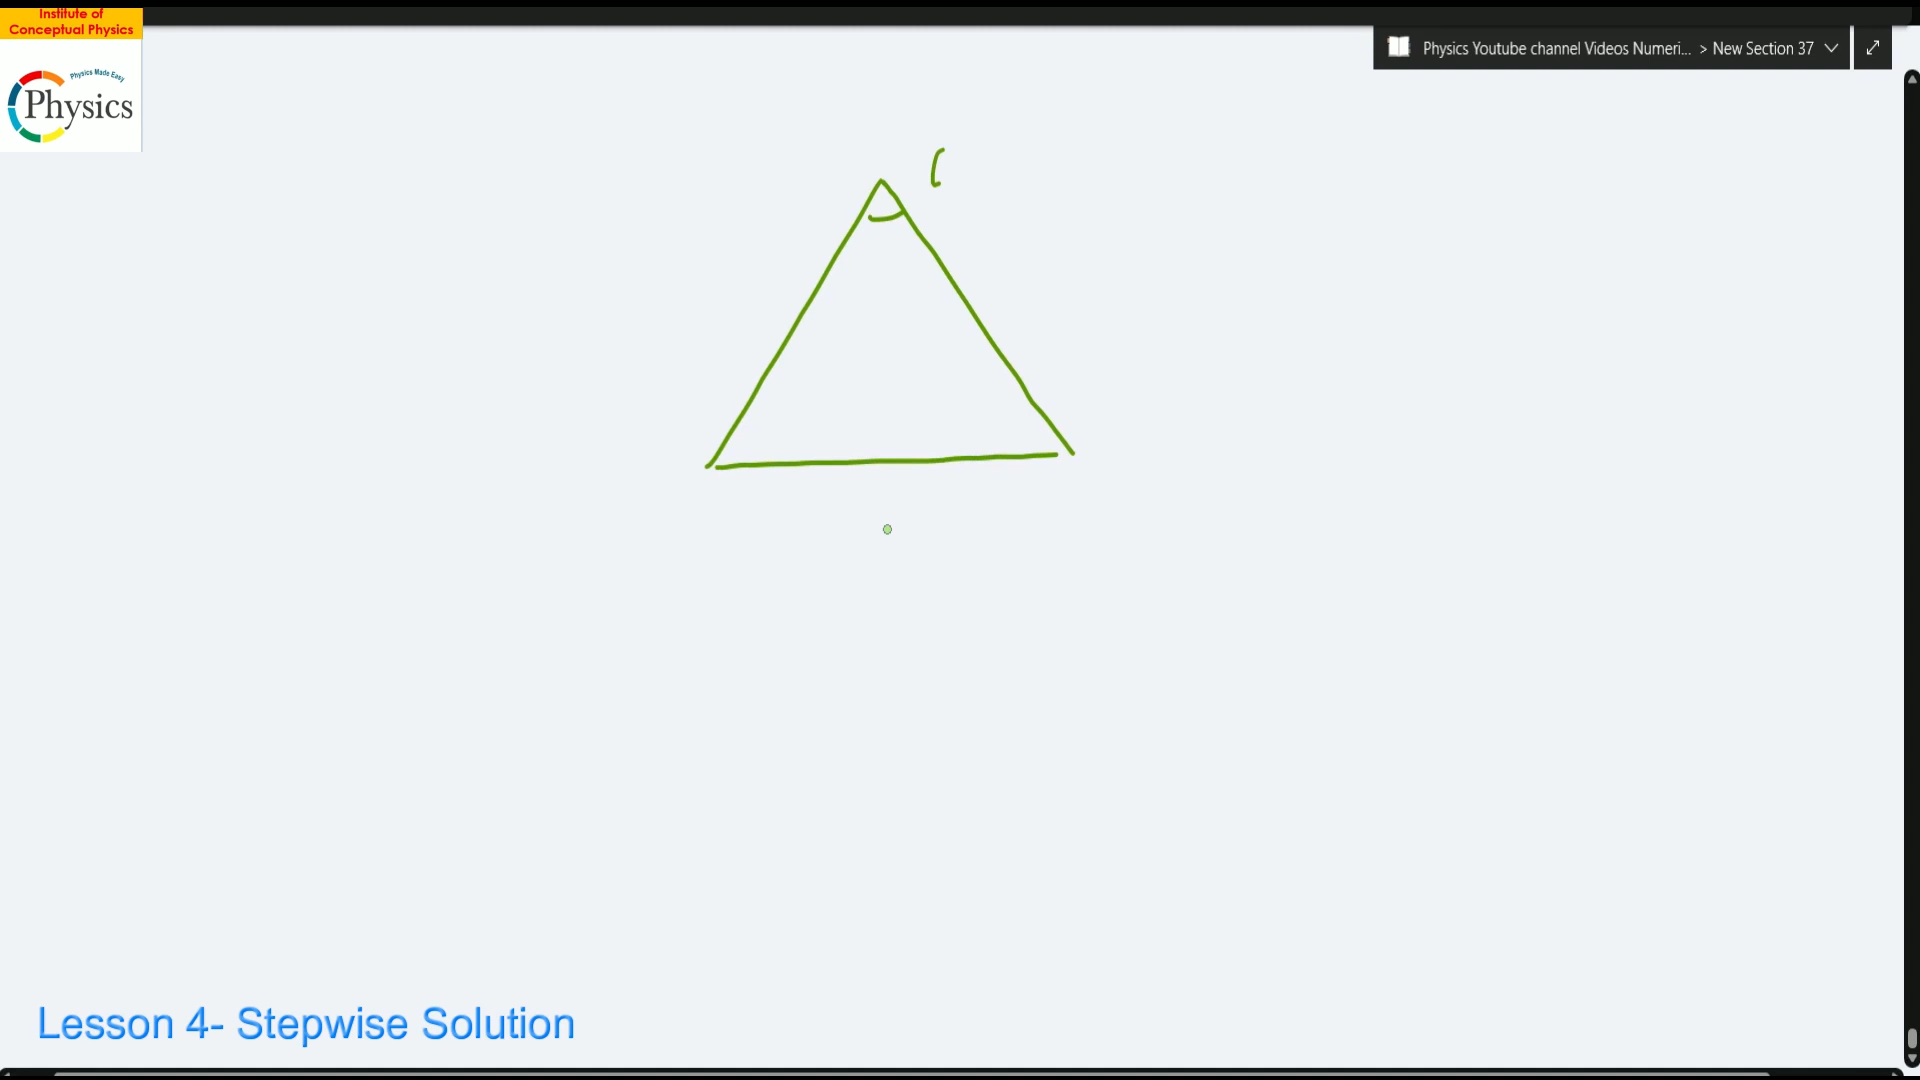 Institute of
Conceptual Physics
Physics Made Easy
Physics
Physics Youtube channel Videos Numeri... > New Section 37
Lesson 4- Stepwise Solution